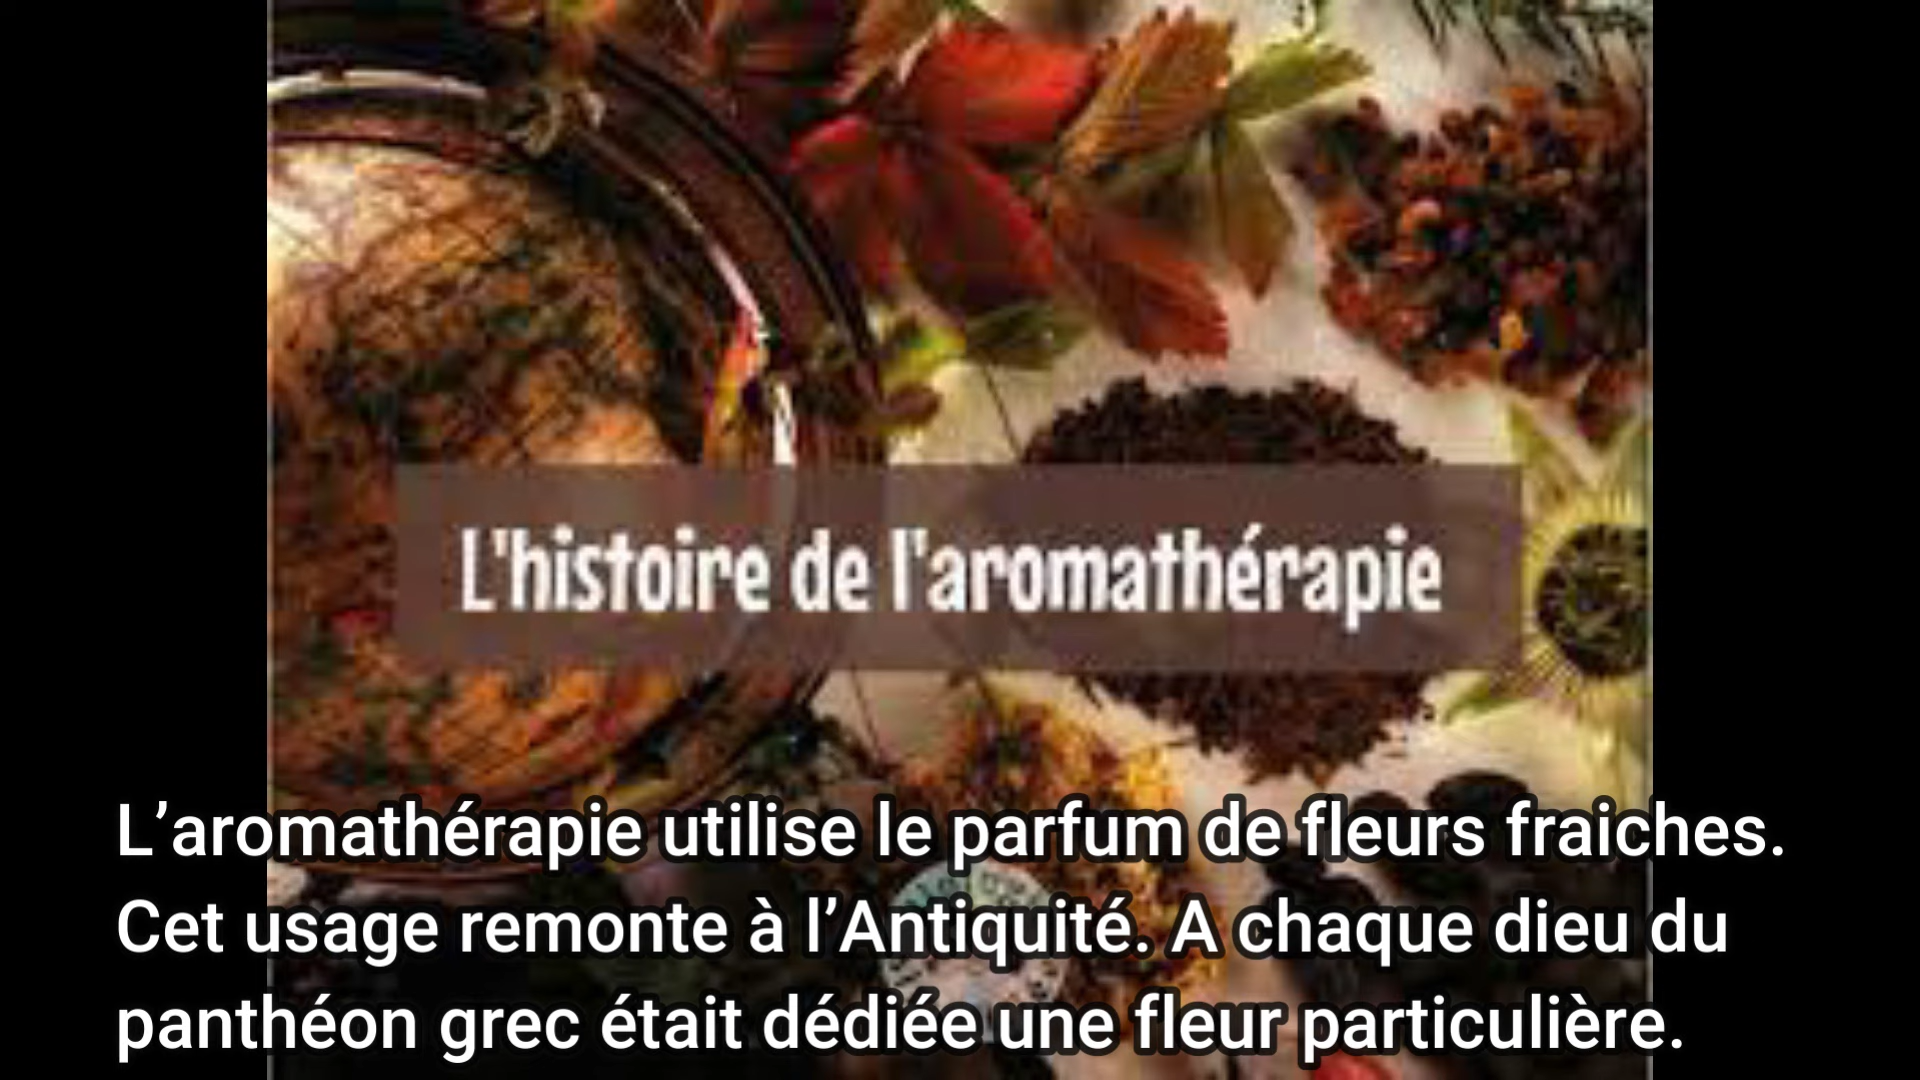 L'histoire de l'aromathérapie
L’aromathérapie utilise le parfum de fleurs fraiches.
Cet usage remonte à l’Antiquité. A chaque dieu du
panthéon grec était dédiée une fleur particulière.